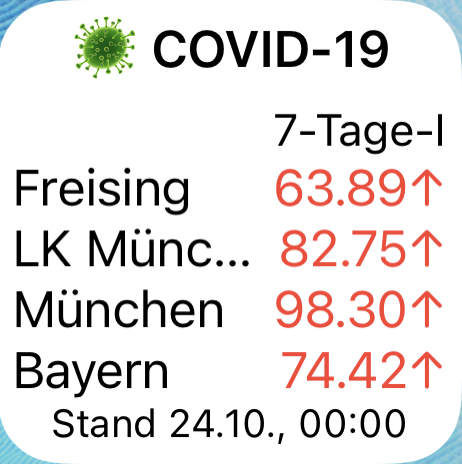 COVID-19
7-Tage-I
Freising 63.89↑
LK Münc... 82.75↑
München 98.30↑
Bayern 74.42↑
Stand 24.10., 00:00